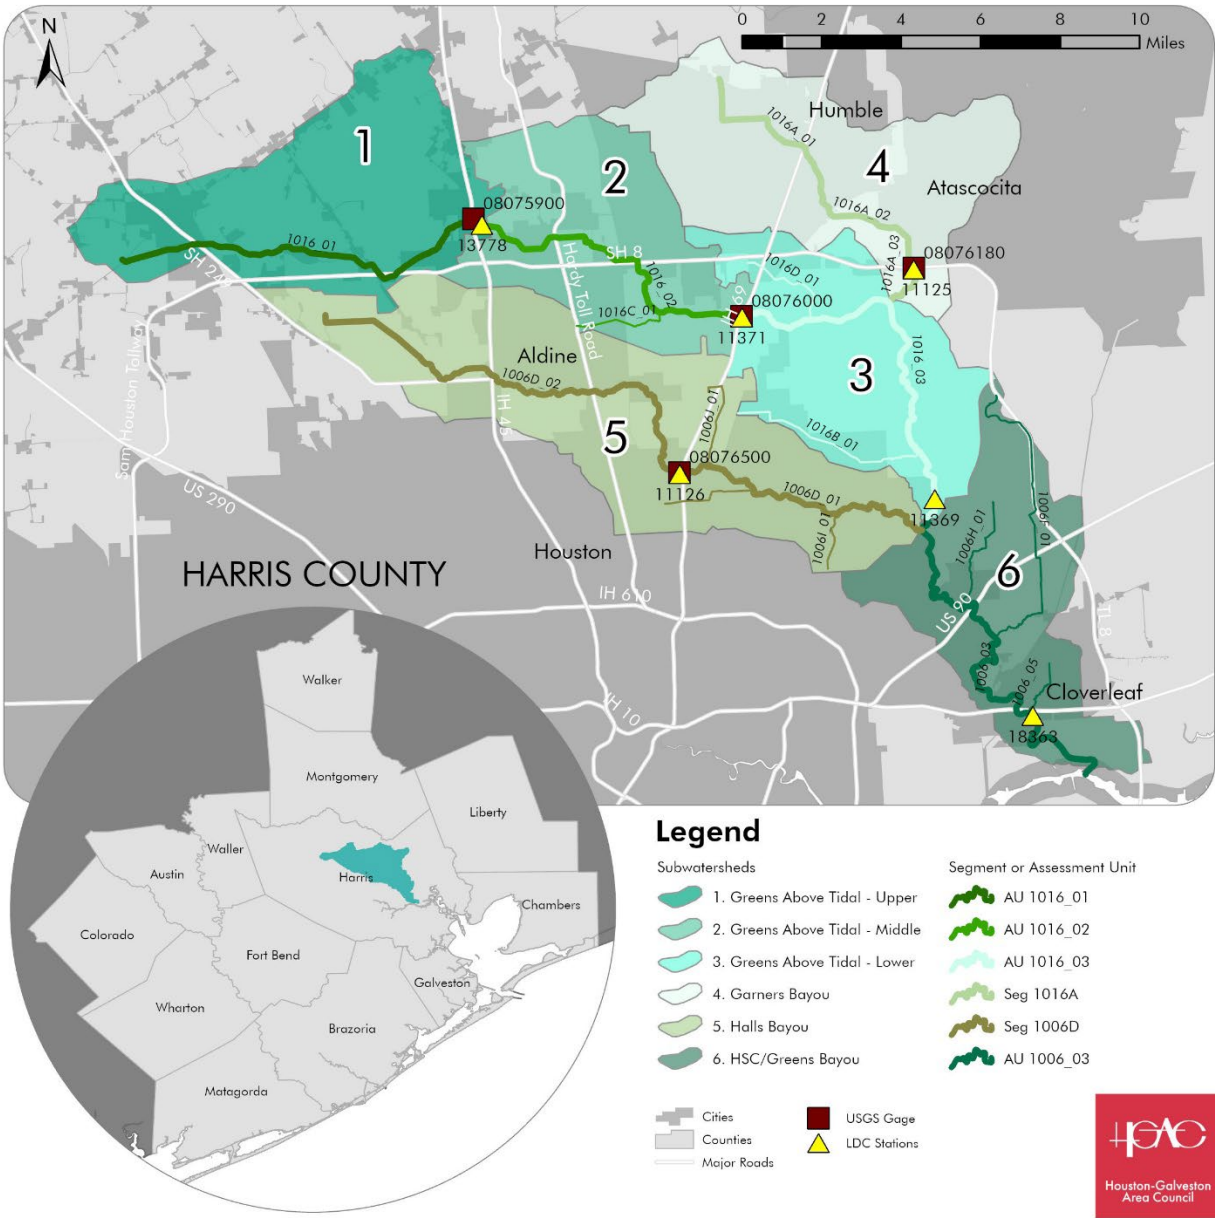 N
0 2 4 6 8 10
Miles
Humble
1016A_01
1
2
4
Atascocita
1016A_02
08075900
13778
1016_01
SH 249
Hardy Toll Road
SH 8
1016A_03
08076180
11125
1016D_01
1016_02
IH 69
08076000
11371
1016C_01
Sam Houston Tollway
Aldine
1006D_02
IH 45
3
1016_03
5
1006J_01
1016B_01
08076500
11126
US 290
1006D_01
11369
1006I_01
1006H_01
1006F_01
Houston
HARRIS COUNTY
6
IH 610
US 90
TL 8
1006_03
1006_05
Cloverleaf
IH 10
18363
Walker
Montgomery
Liberty
Waller
Austin
Harris
Chambers
Colorado
Fort Bend
Galveston
Wharton
Brazoria
Matagorda
Legend
Subwatersheds
1. Greens Above Tidal - Upper
2. Greens Above Tidal - Middle
3. Greens Above Tidal - Lower
4. Garners Bayou
5. Halls Bayou
6. HSC/Greens Bayou
Segment or Assessment Unit
AU 1016_01
AU 1016_02
AU 1016_03
Seg 1016A
Seg 1006D
AU 1006_03
Cities
Counties
Major Roads
USGS Gage
LDC Stations
HGAC
Houston-Galveston
Area Council